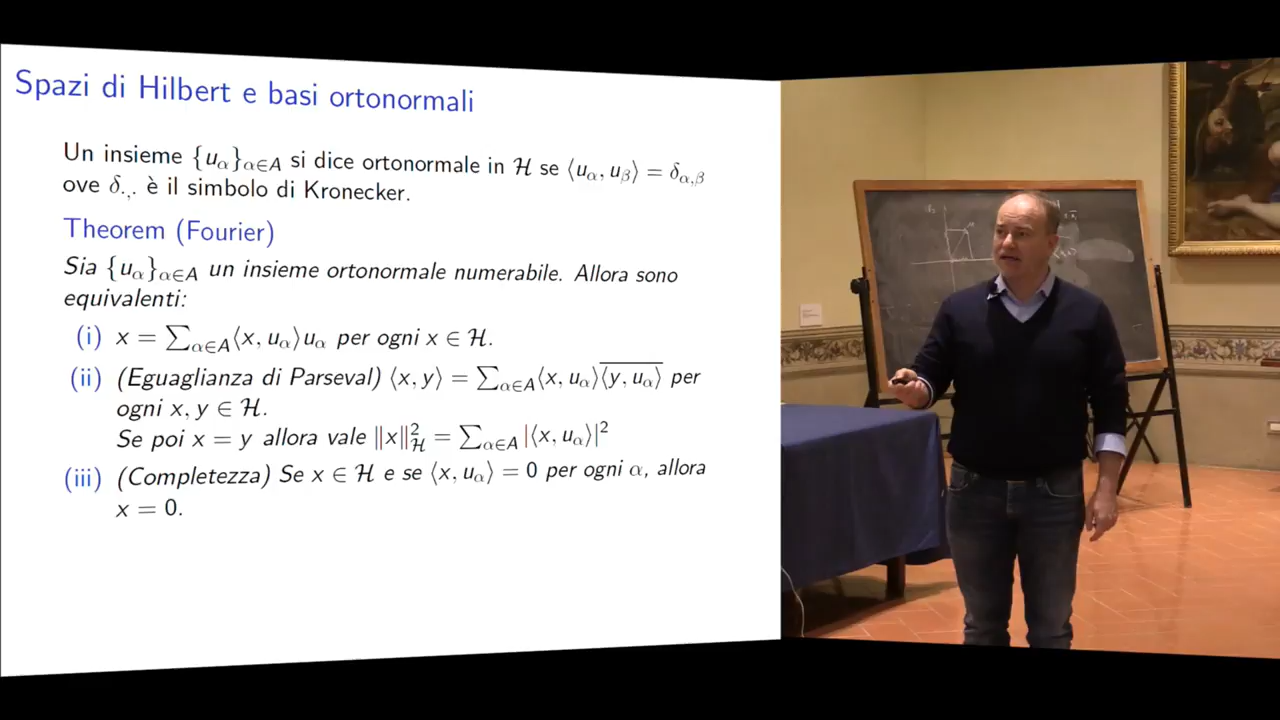 Spazi di Hilbert e basi ortonormali
Un insieme {u_α}_{α∈A} si dice ortonormale in ℋ se ⟨u_α, u_β⟩ = δ_{α,β}
ove δ_{·,·} è il simbolo di Kronecker.
Theorem (Fourier)
Sia {u_α}_{α∈A} un insieme ortonormale numerabile. Allora sono
equivalenti:
(i) x = ∑_{α∈A}⟨x, u_α⟩u_α per ogni x ∈ ℋ.
(ii) (Eguaglianza di Parseval) ⟨x, y⟩ = ∑_{α∈A}⟨x, u_α⟩\overline{⟨y, u_α⟩} per
ogni x, y ∈ ℋ.
Se poi x = y allora vale ‖x‖²_ℋ = ∑_{α∈A} |⟨x, u_α⟩|²
(iii) (Completezza) Se x ∈ ℋ e se ⟨x, u_α⟩ = 0 per ogni α, allora
x = 0.